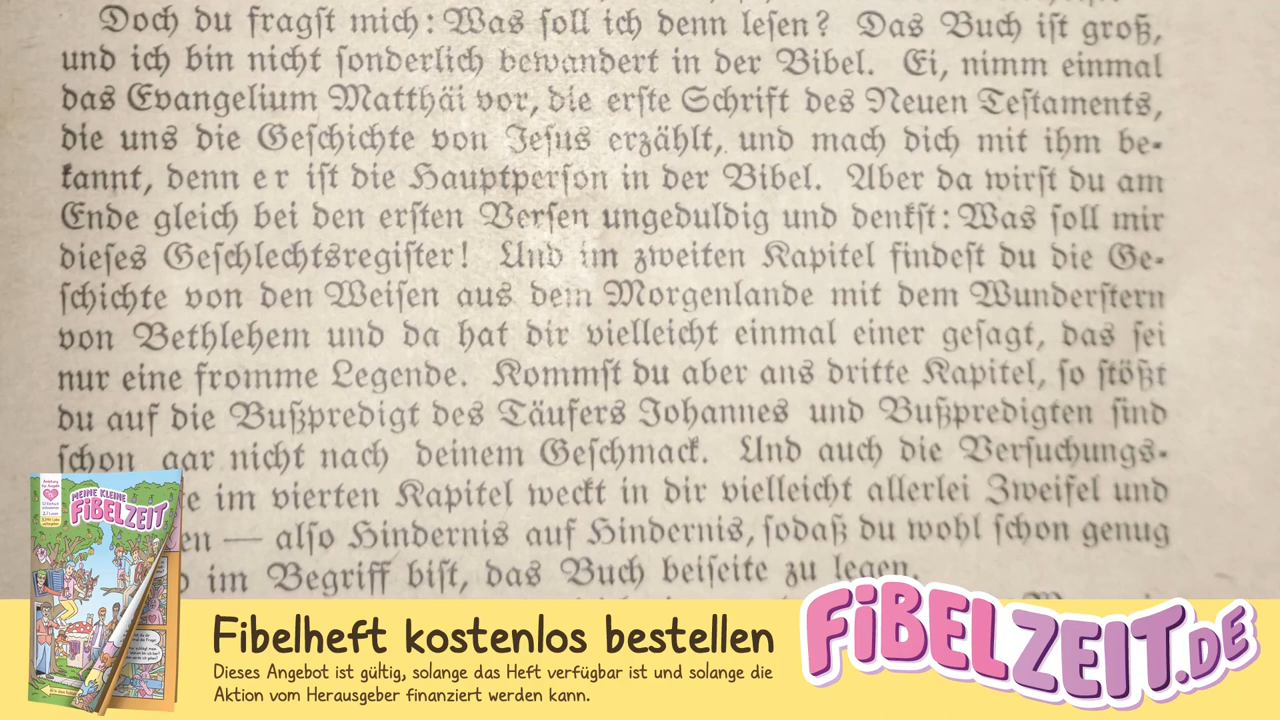 Doch du fragſt mich: Was ſoll ich denn leſen? Das Buch iſt groß,
und ich bin nicht ſonderlich bewandert in der Bibel. Ei, nimm einmal
das Evangelium Matthäi vor, die erſte Schrift des Neuen Teſtaments,
die uns die Geſchichte von Jeſus erzählt, und mach dich mit ihm be-
kannt, denn er iſt die Hauptperſon in der Bibel. Aber da wirſt du am
Ende gleich bei den erſten Verſen ungeduldig und denkſt: Was ſoll mir
dieſes Geſchlechtsregiſter! Und im zweiten Kapitel findeſt du die Ge-
ſchichte von den Weiſen aus dem Morgenlande mit dem Wunderſtern
von Bethlehem und da hat dir vielleicht einmal einer geſagt, das ſei
nur eine fromme Legende. Kommſt du aber ans dritte Kapitel, ſo ſtößt
du auf die Bußpredigt des Täufers Johannes und Bußpredigten ſind
ſchon gar nicht nach deinem Geſchmack. Und auch die Verſuchungs-
te im vierten Kapitel weckt in dir vielleicht allerlei Zweifel und
en — alſo Hindernis auf Hindernis, ſodaß du wohl ſchon genug
im Begriff biſt, das Buch beiſeite zu legen.
MEINE KLEINE
FiBELZEIT
Fibelheft kostenlos bestellen
Dieses Angebot ist gültig, solange das Heft verfügbar ist und solange die
Aktion vom Herausgeber finanziert werden kann.
FiBELZEIT.DE